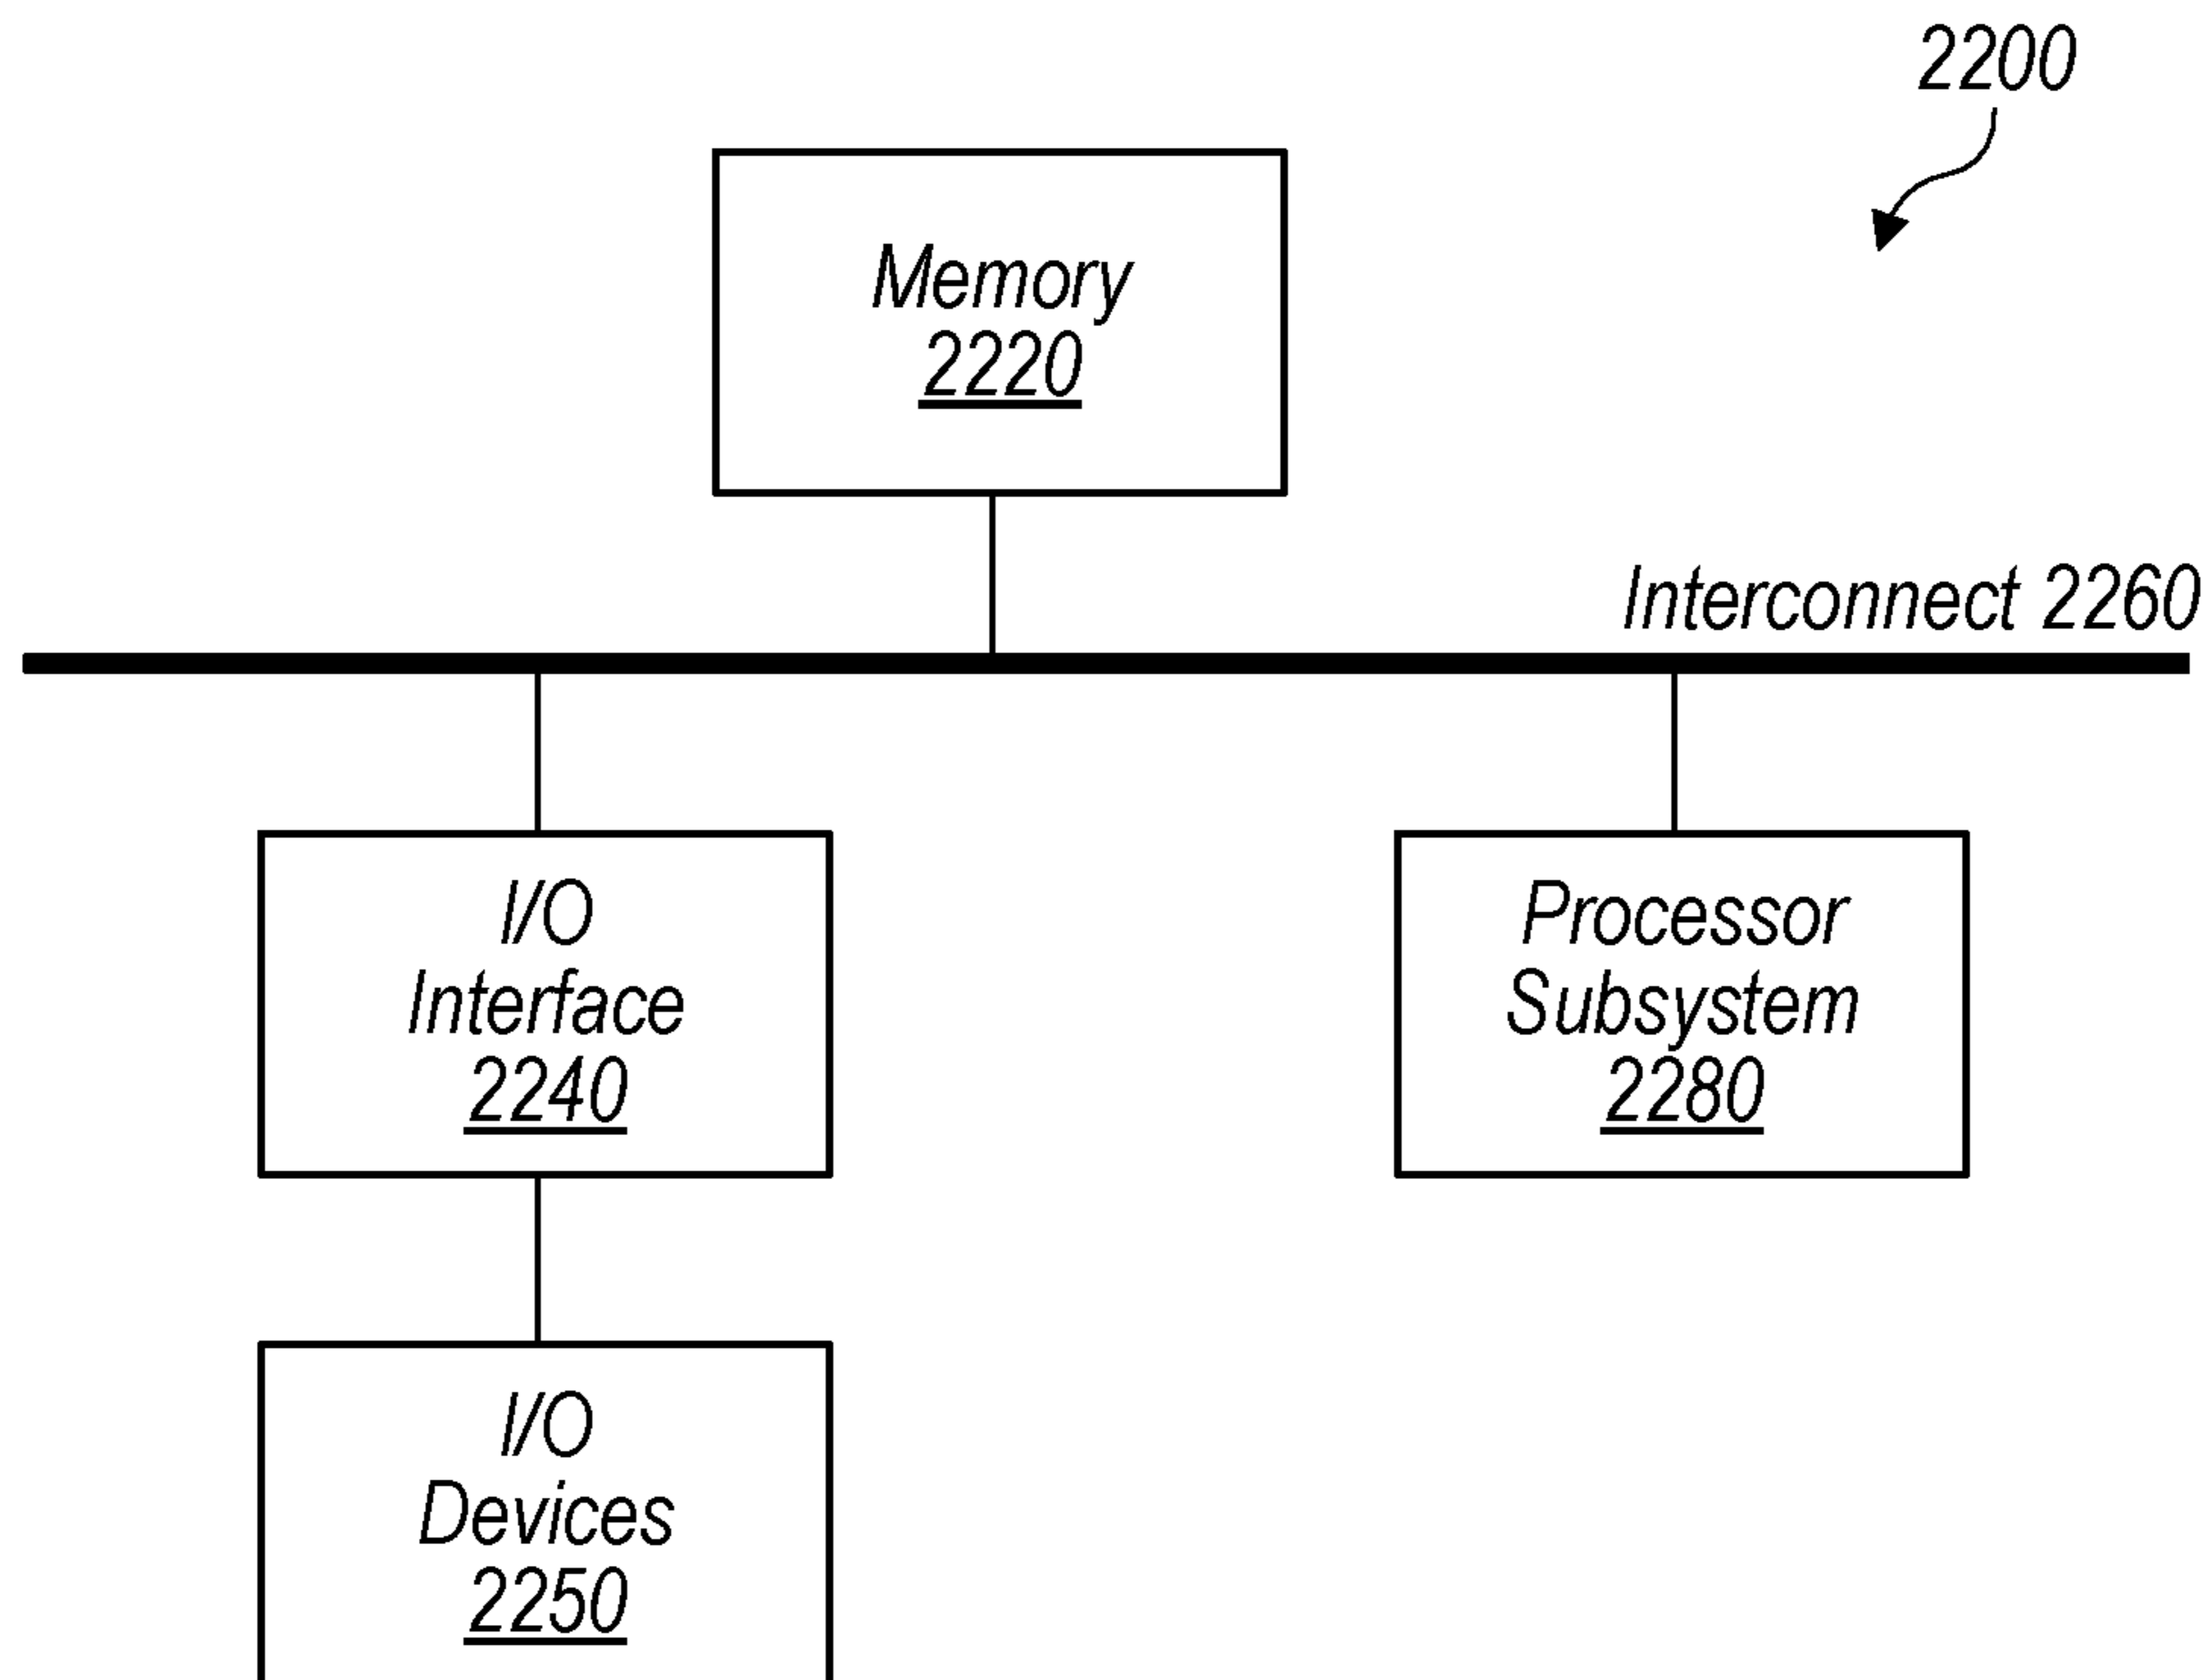 2200
Memory
2220
Interconnect 2260
I/O
Interface
2240
Processor
Subsystem
2280
I/O
Devices
2250